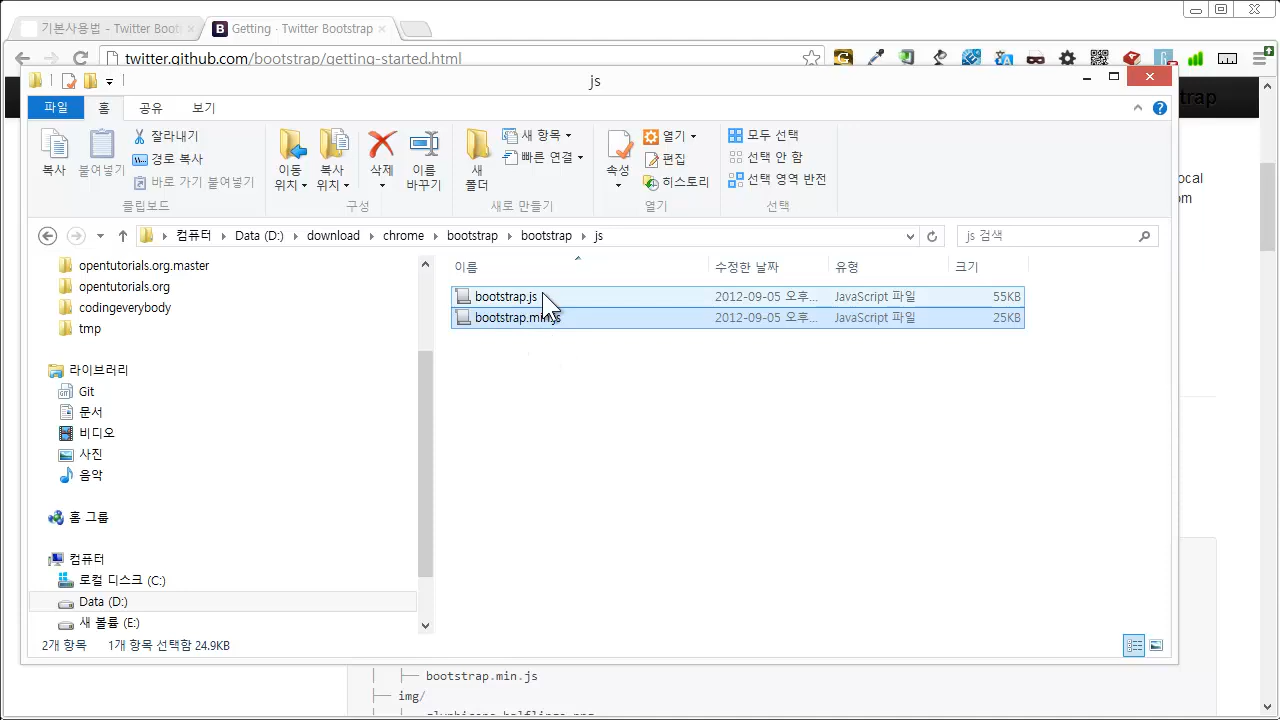 기본사용법 - Twitter Boot
Getting · Twitter Bootstrap
twitter.github.com/bootstrap/getting-started.html
js
파일
홈
공유
보기
복사
붙여넣기
잘라내기
경로 복사
바로 가기 붙여넣기
클립보드
이동
위치
복사
위치
삭제
이름
바꾸기
구성
새
폴더
새 항목
빠른 연결
새로 만들기
속성
열기
편집
히스토리
열기
모두 선택
선택 안 함
선택 영역 반전
선택
컴퓨터
Data (D:)
download
chrome
bootstrap
bootstrap
js
js 검색
opentutorials.org.master
opentutorials.org
codingeverybody
tmp
라이브러리
Git
문서
비디오
사진
음악
홈 그룹
컴퓨터
로컬 디스크 (C:)
Data (D:)
새 볼륨 (E:)
이름
수정한 날짜
유형
크기
bootstrap.js
2012-09-05 오후...
JavaScript 파일
55KB
2012-09-05 오후...
JavaScript 파일
25KB
2개 항목
1개 항목 선택함 24.9KB
bootstrap.min.js
img/